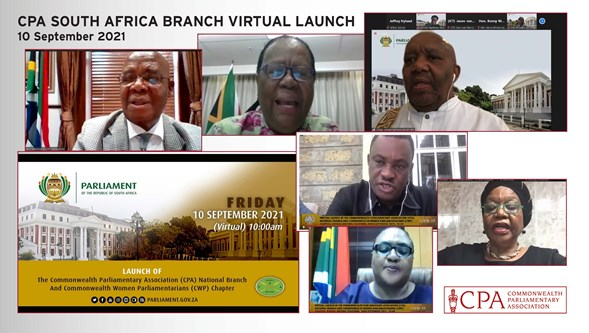 CPA SOUTH AFRICA BRANCH VIRTUAL LAUNCH
10 September 2021
PARLIAMENT
PARLIAMENT
OF THE REPUBLIC OF SOUTH AFRICA
FRIDAY
10 SEPTEMBER 2021
(Virtual) 10:00am
LAUNCH OF
The Commonwealth Parliamentary Association (CPA) National Branch
And Commonwealth Women Parliamentarians (CWP) Chapter
PARLIAMENT.GOV.ZA
CPA
COMMONWEALTH
PARLIAMENTARY
ASSOCIATION